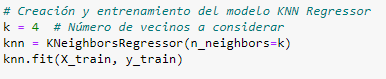 # Creación y entrenamiento del modelo KNN Regressor
k = 4  # Número de vecinos a considerar
knn = KNeighborsRegressor(n_neighbors=k)
knn.fit(X_train, y_train)